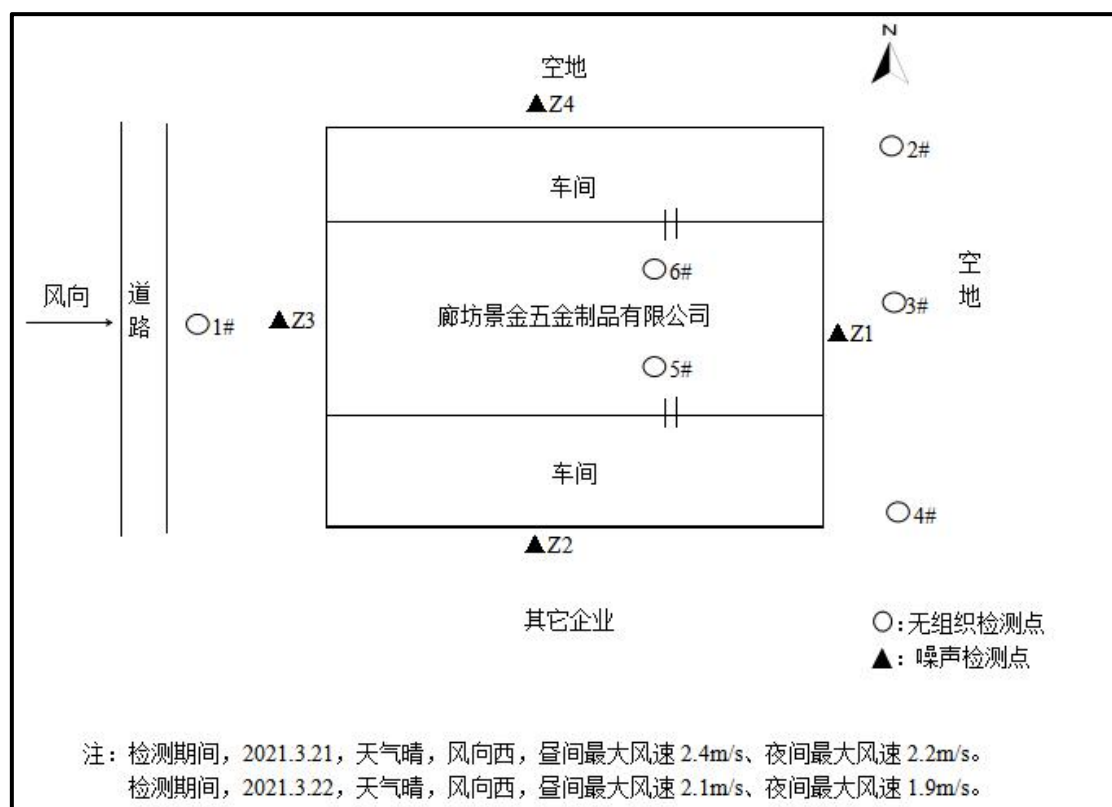 N
空地
▲Z4
○2#
车间
○6#
空地
风向
道路
○1#
▲Z3
廊坊景金五金制品有限公司
○3#
▲Z1
○5#
车间
○4#
▲Z2
其它企业
○:无组织检测点
▲:噪声检测点
注：检测期间，2021.3.21，天气晴，风向西，昼间最大风速 2.4m/s、夜间最大风速 2.2m/s。
检测期间，2021.3.22，天气晴，风向西，昼间最大风速 2.1m/s、夜间最大风速 1.9m/s。